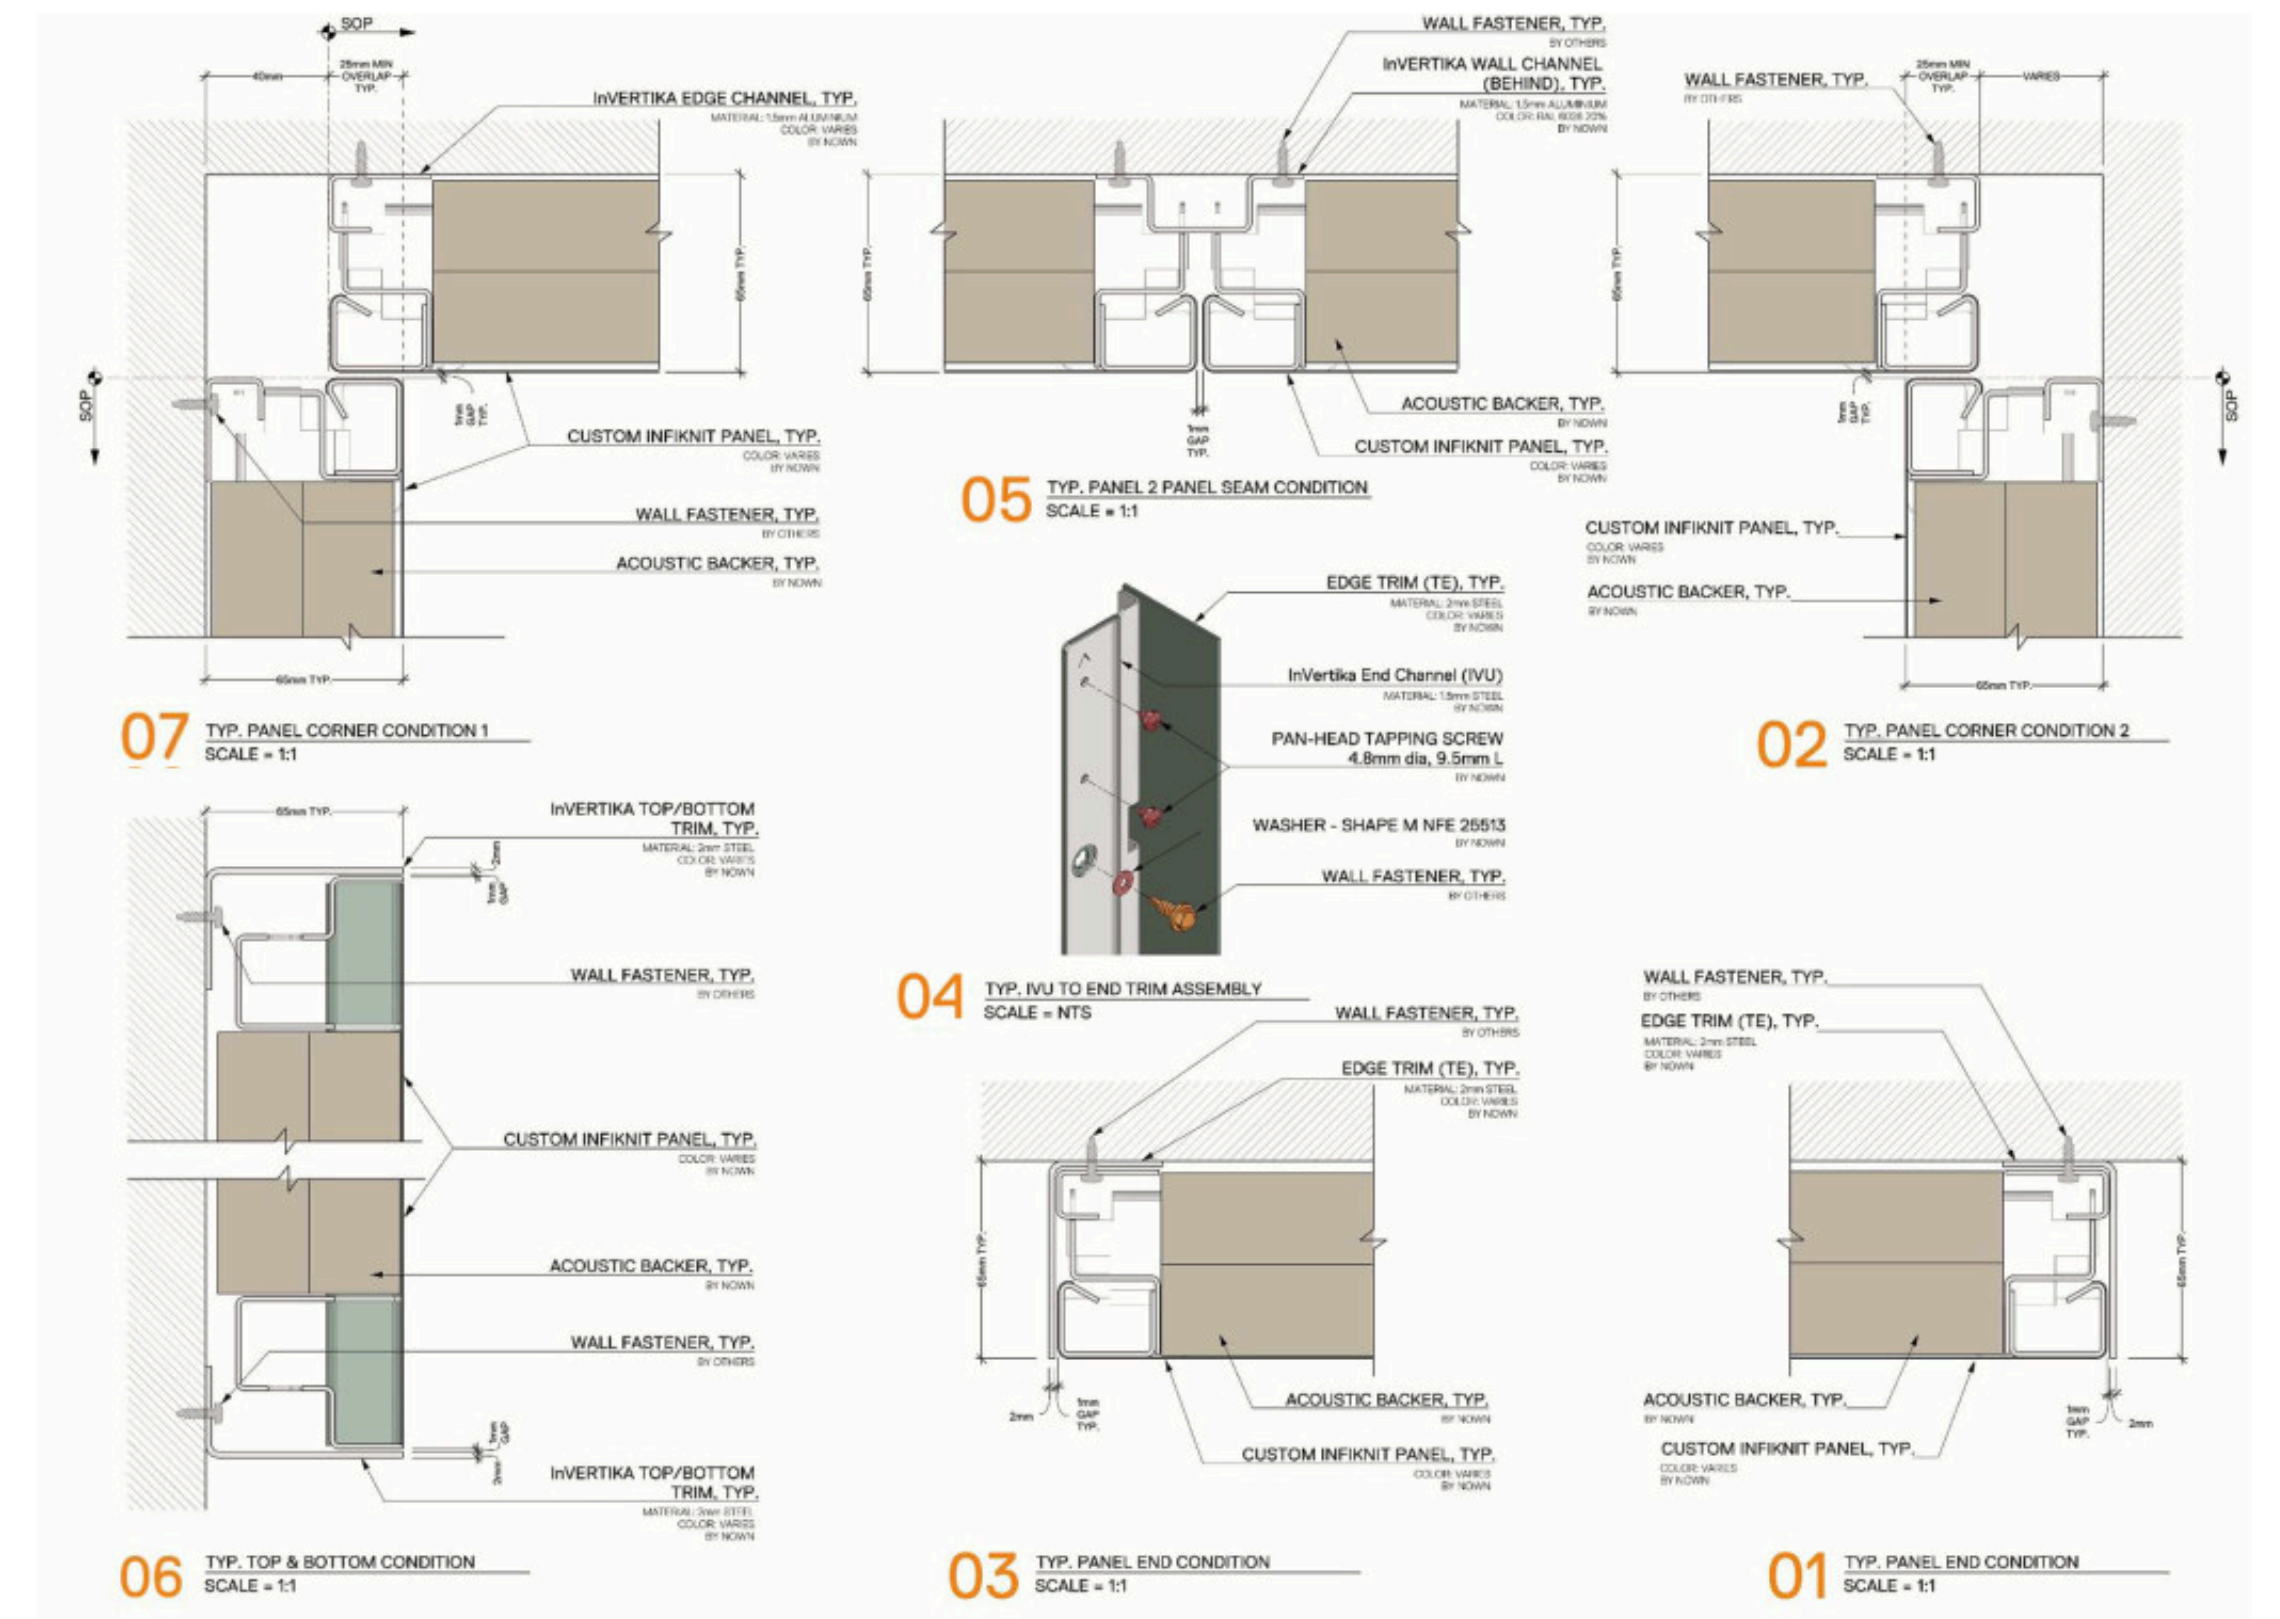 SOP
40mm
25mm MIN
OVERLAP
TYP.
InVERTIKA EDGE CHANNEL, TYP.
MATERIAL: 1.5mm ALUMINIUM
COLOR: VARIES
BY NOWN
65mm TYP.
SOP
1mm
GAP
TYP.
CUSTOM INFIKNIT PANEL, TYP.
COLOR: VARIES
BY NOWN
WALL FASTENER, TYP.
BY OTHERS
ACOUSTIC BACKER, TYP.
BY NOWN
65mm TYP.
07
TYP. PANEL CORNER CONDITION 1
SCALE = 1:1
WALL FASTENER, TYP.
BY OTHERS
InVERTIKA WALL CHANNEL
(BEHIND), TYP.
MATERIAL: 1.5mm ALUMINIUM
BY NOWN
65mm TYP.
1mm
GAP
TYP.
ACOUSTIC BACKER, TYP.
BY NOWN
CUSTOM INFIKNIT PANEL, TYP.
COLOR: VARIES
BY NOWN
05
TYP. PANEL 2 PANEL SEAM CONDITION
SCALE = 1:1
WALL FASTENER, TYP.
BY OTHERS
25mm MIN
OVERLAP
TYP.
VARIES
65mm TYP.
1mm
GAP
TYP.
SOP
CUSTOM INFIKNIT PANEL, TYP.
COLOR: VARIES
BY NOWN
ACOUSTIC BACKER, TYP.
BY NOWN
65mm TYP.
02
TYP. PANEL CORNER CONDITION 2
SCALE = 1:1
EDGE TRIM (TE), TYP.
MATERIAL: 2mm STEEL
COLOR: VARIES
BY NOWN
InVertika End Channel (IVU)
MATERIAL: 1.5mm STEEL
BY NOWN
PAN-HEAD TAPPING SCREW
4.8mm dia, 9.5mm L
BY NOWN
WASHER - SHAPE M NFE 25513
BY NOWN
WALL FASTENER, TYP.
BY OTHERS
04
TYP. IVU TO END TRIM ASSEMBLY
SCALE = NTS
65mm TYP.
InVERTIKA TOP/BOTTOM
TRIM, TYP.
MATERIAL: 2mm STEEL
COLOR: VARIES
BY NOWN
2mm
1mm
GAP
WALL FASTENER, TYP.
BY OTHERS
CUSTOM INFIKNIT PANEL, TYP.
COLOR: VARIES
BY NOWN
ACOUSTIC BACKER, TYP.
BY NOWN
WALL FASTENER, TYP.
BY OTHERS
1mm
GAP
2mm
InVERTIKA TOP/BOTTOM
TRIM, TYP.
MATERIAL: 2mm STEEL
COLOR: VARIES
BY NOWN
06
TYP. TOP & BOTTOM CONDITION
SCALE = 1:1
WALL FASTENER, TYP.
BY OTHERS
EDGE TRIM (TE), TYP.
MATERIAL: 2mm STEEL
COLOR: VARIES
BY NOWN
65mm TYP.
2mm
1mm
GAP
TYP.
ACOUSTIC BACKER, TYP.
BY NOWN
CUSTOM INFIKNIT PANEL, TYP.
COLOR: VARIES
BY NOWN
03
TYP. PANEL END CONDITION
SCALE = 1:1
WALL FASTENER, TYP.
BY OTHERS
EDGE TRIM (TE), TYP.
MATERIAL: 2mm STEEL
COLOR: VARIES
BY NOWN
65mm TYP.
ACOUSTIC BACKER, TYP.
BY NOWN
1mm
GAP
TYP.
2mm
CUSTOM INFIKNIT PANEL, TYP.
COLOR: VARIES
BY NOWN
01
TYP. PANEL END CONDITION
SCALE = 1:1